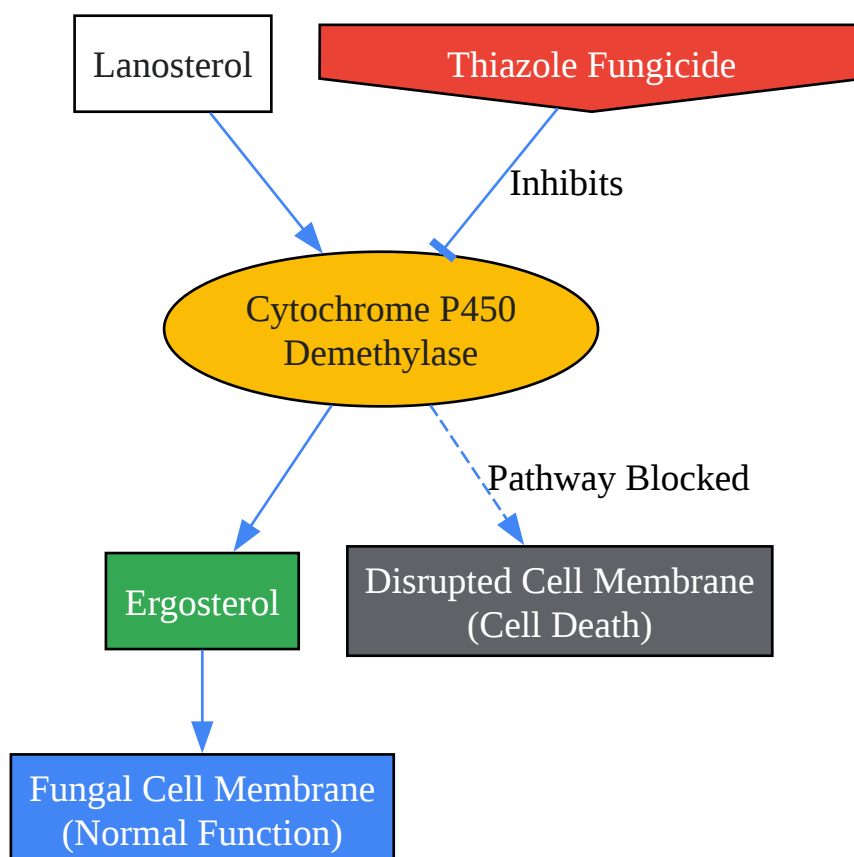 Lanosterol
Thiazole Fungicide
Inhibits
Cytochrome P450
Demethylase
Pathway Blocked
Ergosterol
Disrupted Cell Membrane
(Cell Death)
Fungal Cell Membrane
(Normal Function)